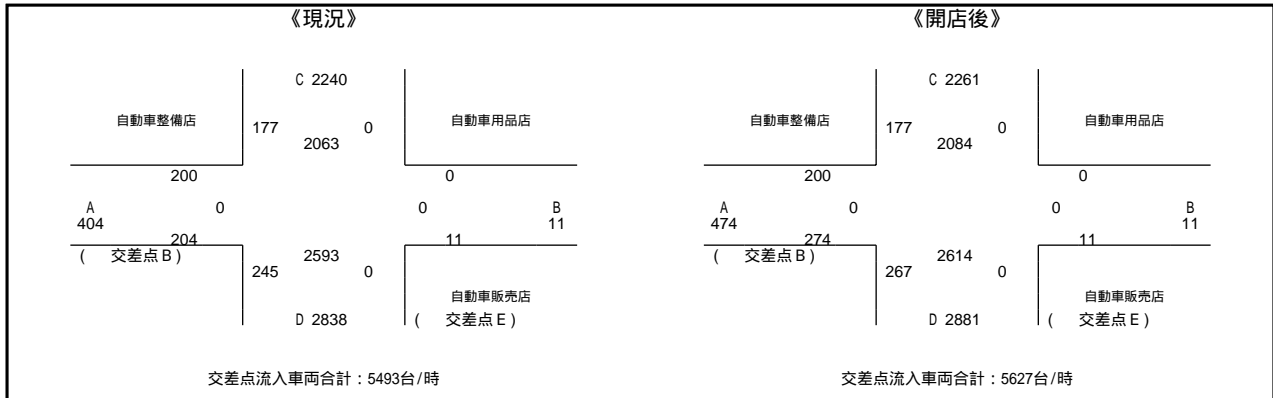 《現況》
C 2240
自動車整備店
177
0
自動車用品店
2063
200
0
A
0
0
B
404
11
204
11
( 交差点B)
2593
245
0
自動車販売店
D 2838
( 交差点E)
交差点流入車両合計：5493台/時
《開店後》
C 2261
自動車整備店
177
0
自動車用品店
2084
200
0
A
0
0
B
474
11
274
11
( 交差点B)
2614
267
0
自動車販売店
D 2881
( 交差点E)
交差点流入車両合計：5627台/時